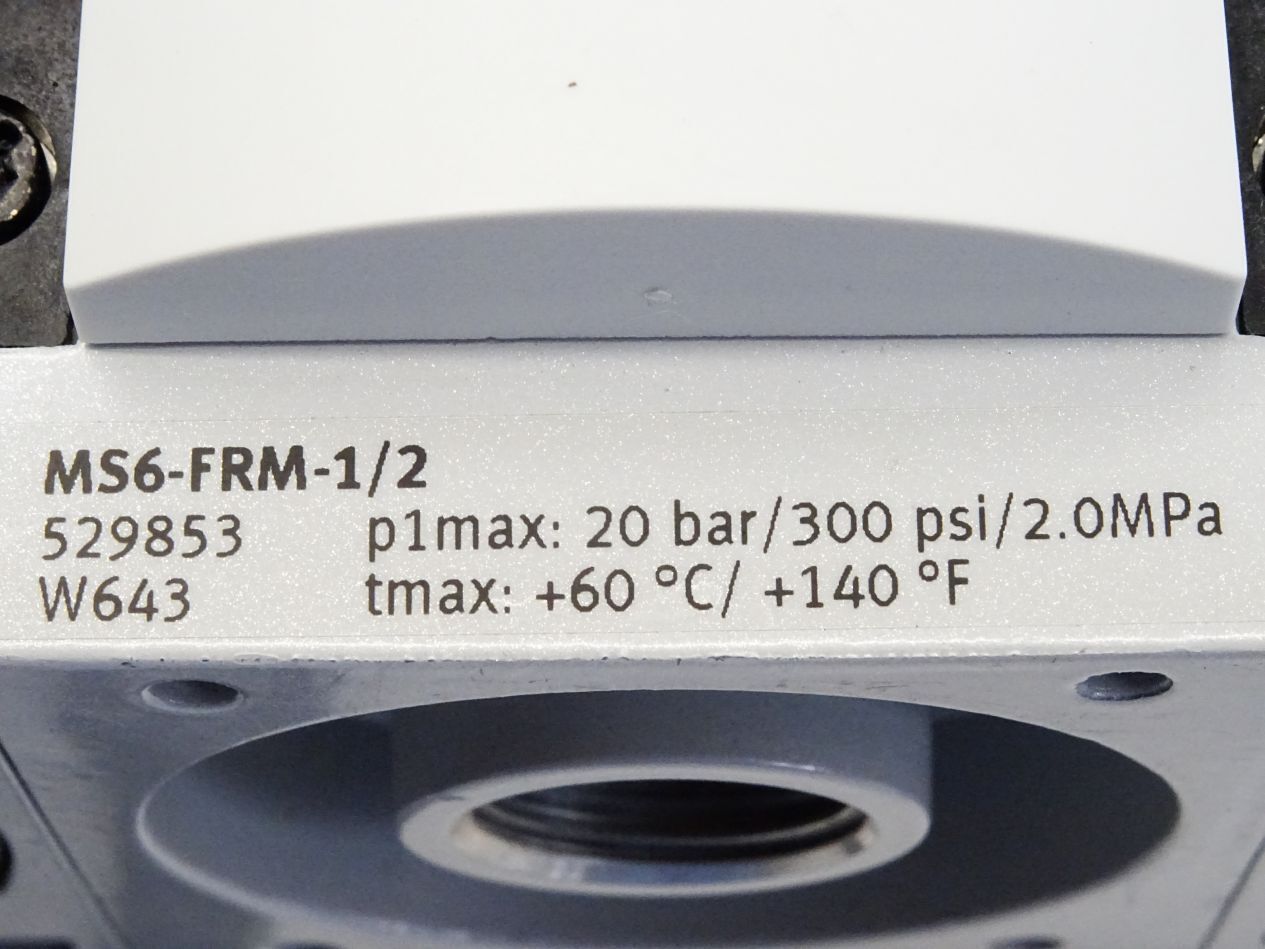 MS6-FRM-1/2
529853 p1max: 20 bar/300 psi/2.0MPa
W643 tmax: +60 °C/ +140 °F